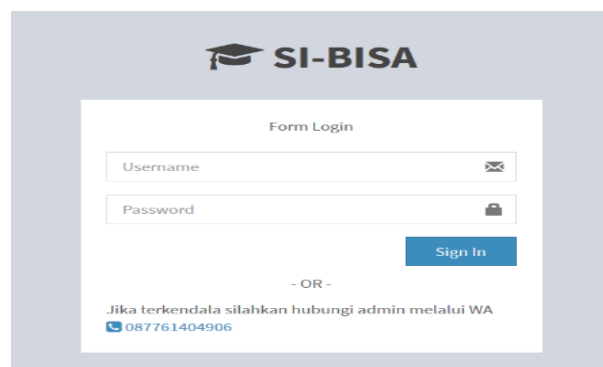 SI-BISA
Form Login
Username
Password
Sign In
- OR -
Jika terkendala silahkan hubungi admin melalui WA
087761404906